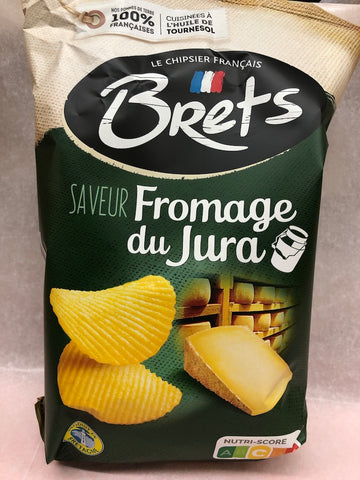 NOS POMMES DE TERRE
100%
FRANÇAISES
CUISINÉES À
L'HUILE DE
TOURNESOL
LE CHIPSIER FRANÇAIS
BRETS
SAVEUR Fromage
du Jura
NUTRI-SCORE
A B C